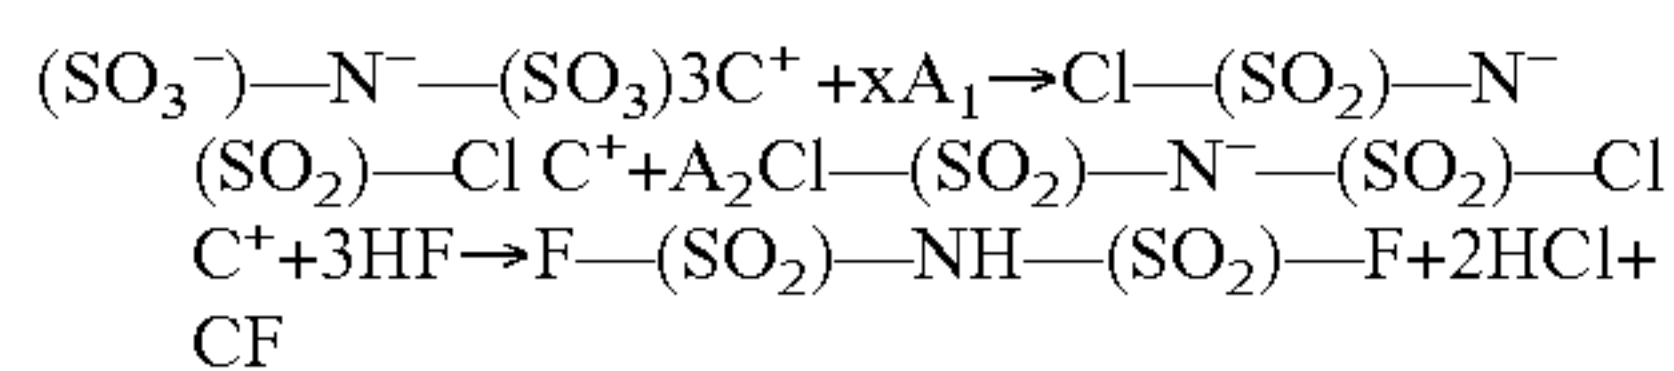 (SO₃⁻)—N⁻—(SO₃)3C⁺ +xA₁→Cl—(SO₂)—N⁻
(SO₂)—Cl C⁺+A₂Cl—(SO₂)—N⁻—(SO₂)—Cl
C⁺+3HF→F—(SO₂)—NH—(SO₂)—F+2HCl+
CF